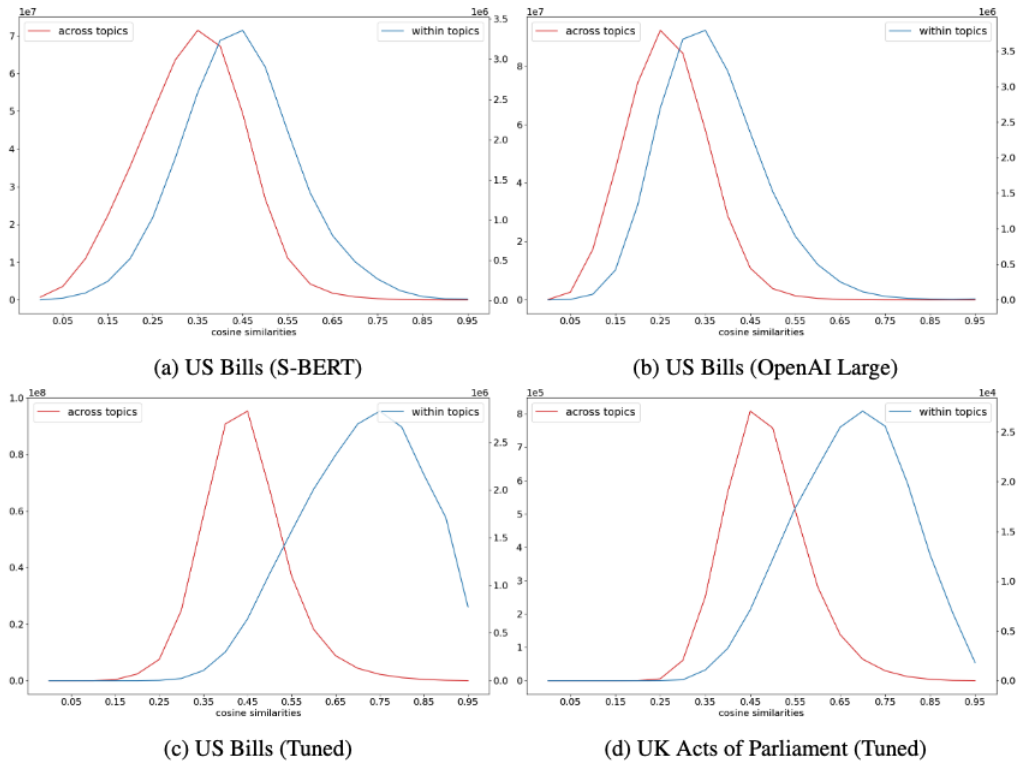 1e7 1e6
across topics within topics
3.5
7
3.0
6
2.5
5
2.0
4
1.5
3
1.0
2
0.5
1
0 0.0
0.05 0.15 0.25 0.35 0.45 0.55 0.65 0.75 0.85 0.95
cosine similarities
(a) US Bills (S-BERT)
1e7 1e6
across topics within topics
3.5
8
3.0
2.5
6
2.0
4
1.5
1.0
2
0.5
0 0.0
0.05 0.15 0.25 0.35 0.45 0.55 0.65 0.75 0.85 0.95
cosine similarities
(b) US Bills (OpenAI Large)
1e8 1e6
1.0
across topics within topics
2.5
0.8
2.0
0.6
1.5
0.4
1.0
0.2
0.5
0.0 0.0
0.05 0.15 0.25 0.35 0.45 0.55 0.65 0.75 0.85 0.95
cosine similarities
(c) US Bills (Tuned)
1e5 1e4
across topics within topics
8
2.5
7
6
2.0
5
1.5
4
3
1.0
2
0.5
1
0 0.0
0.05 0.15 0.25 0.35 0.45 0.55 0.65 0.75 0.85 0.95
cosine similarities
(d) UK Acts of Parliament (Tuned)